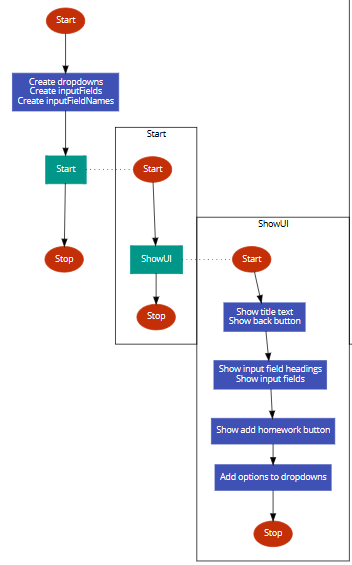 Start
Create dropdowns
Create inputFields
Create inputFieldNames
Start
Stop
Start
Start
ShowUI
Stop
ShowUI
Start
Show title text
Show back button
Show input field headings
Show input fields
Show add homework button
Add options to dropdowns
Stop